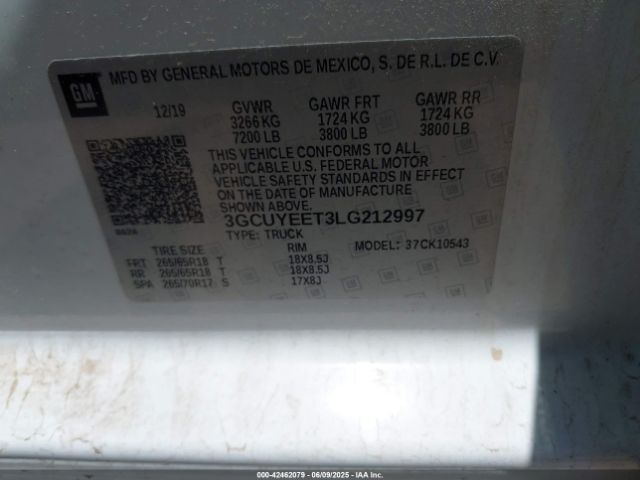 GM
MFD BY GENERAL MOTORS DE MEXICO, S. DE R.L. DE C.V.
12/19 GVWR GAWR FRT GAWR RR
3266 KG 1724 KG 1724 KG
7200 LB 3800 LB 3800 LB
THIS VEHICLE CONFORMS TO ALL
APPLICABLE U.S. FEDERAL MOTOR
VEHICLE SAFETY STANDARDS IN EFFECT
ON THE DATE OF MANUFACTURE
SHOWN ABOVE.
3GCUYEET3LG212997
TYPE: TRUCK MODEL: 37CK10543
TIRE SIZE RIM
FRT 265/65R18 T 18X8.5J
RR 265/65R18 T 18X8.5J
SPA 265/70R17 S 17X8J
000-42462079 - 06/09/2025 - IAA Inc.